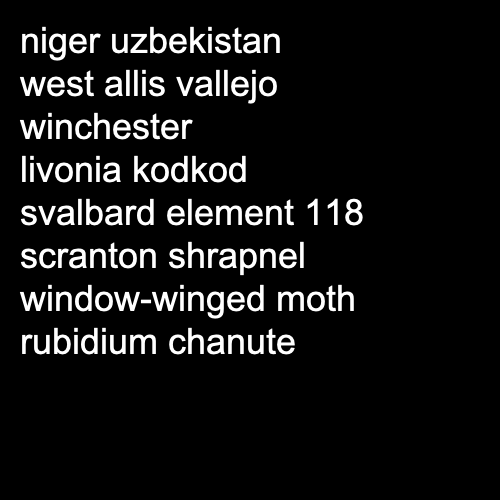 niger uzbekistan
west allis vallejo
winchester
livonia kodkod
svalbard element 118
scranton shrapnel
window-winged moth
rubidium chanute